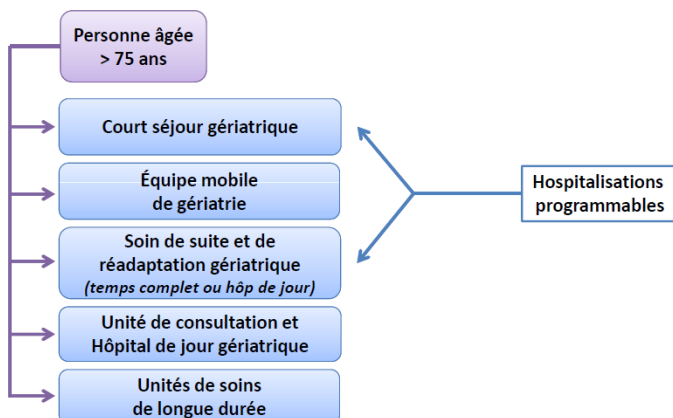 Personne âgée
> 75 ans
Court séjour gériatrique
Équipe mobile
de gériatrie
Hospitalisations
programmables
Soin de suite et de
réadaptation gériatrique
(temps complet ou hôp de jour)
Unité de consultation et
Hôpital de jour gériatrique
Unités de soins
de longue durée